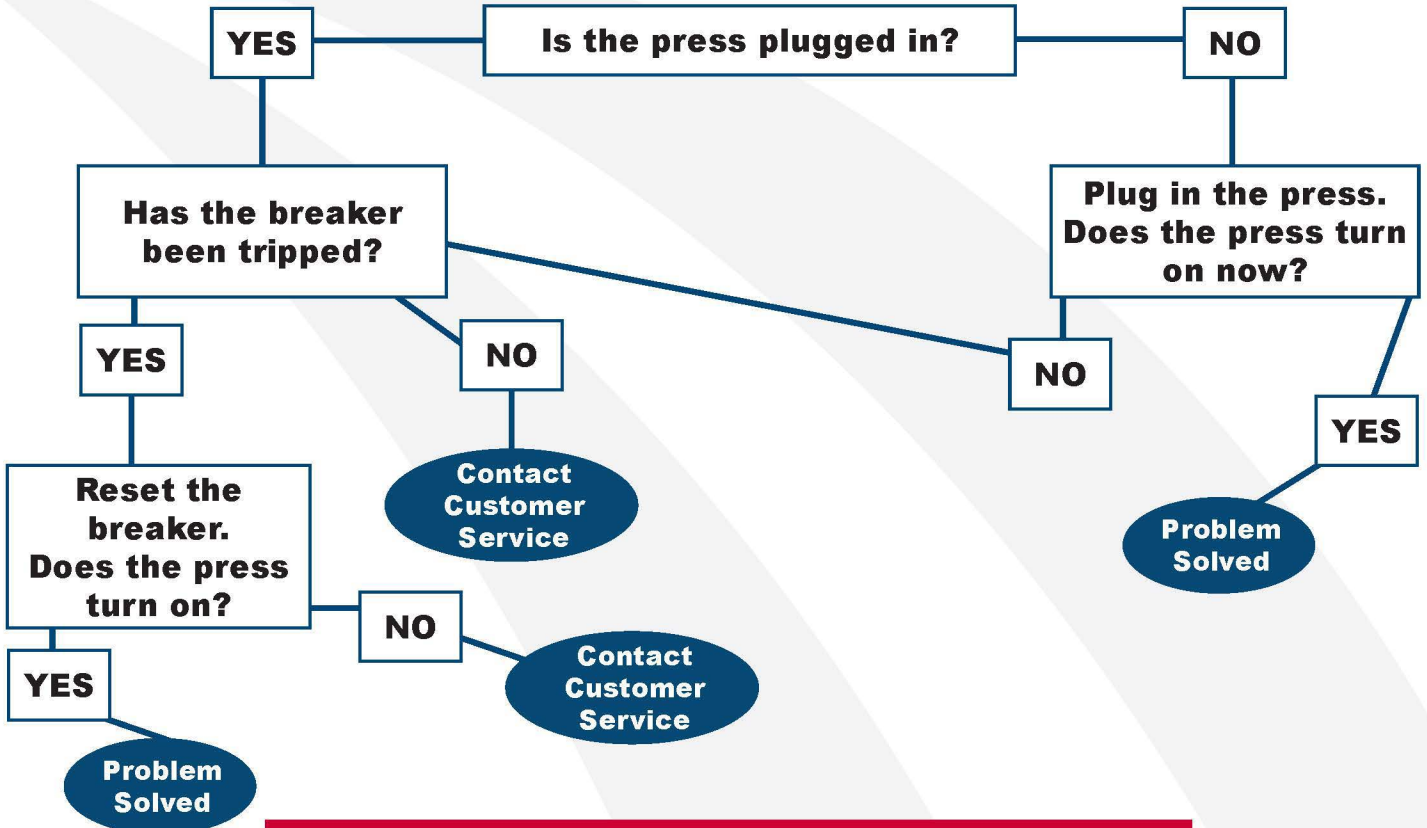 YES
Is the press plugged in?
NO
Has the breaker
been tripped?
Plug in the press.
Does the press turn
on now?
YES
NO
NO
YES
Reset the
breaker.
Does the press
turn on?
Contact
Customer
Service
Problem
Solved
NO
YES
Contact
Customer
Service
Problem
Solved